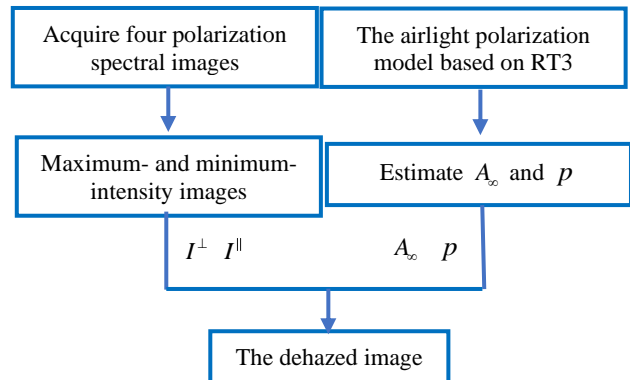 Acquire four polarization
spectral images
The airlight polarization
model based on RT3
Maximum- and minimum-
intensity images
Estimate A∞ and p
I⊥ I∥
A∞ p
The dehazed image